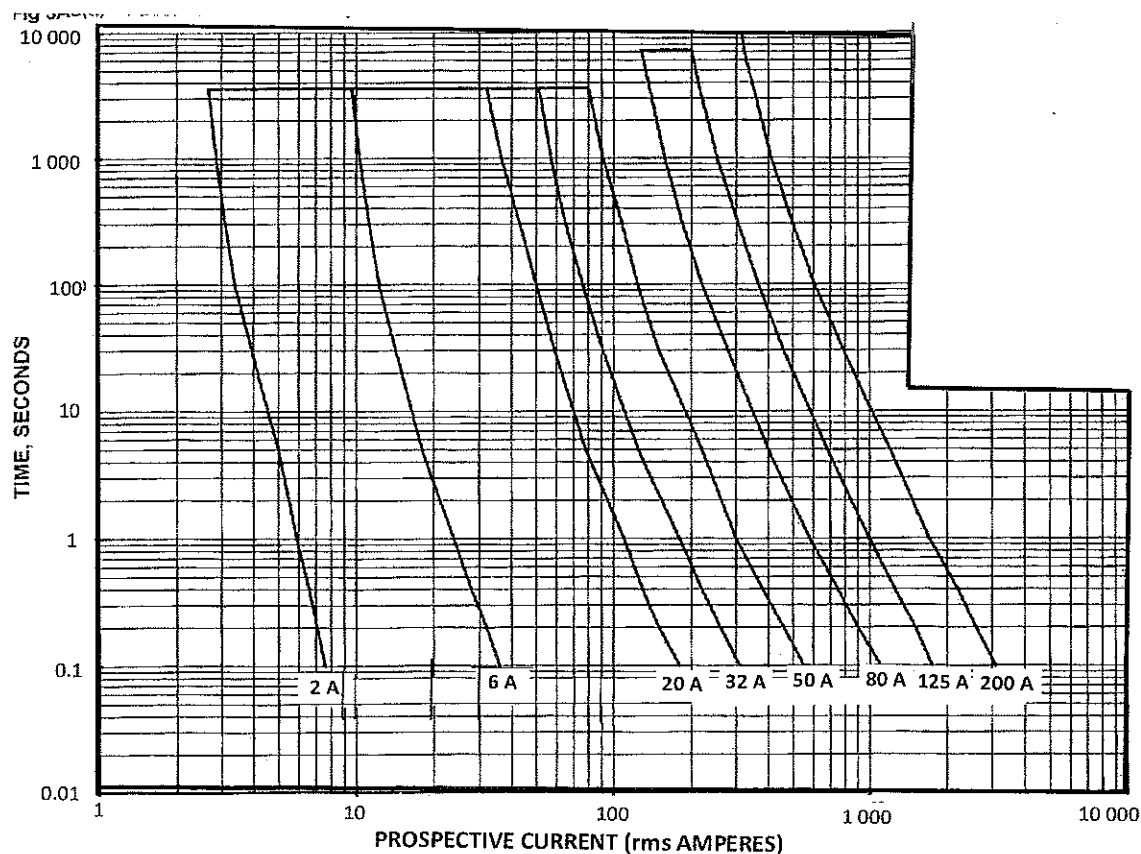 10 000
1 000
100
10
1
0.1
0.01
TIME, SECONDS
2 A 6 A 20 A 32 A 50 A 80 A 125 A 200 A
1 10 100 1 000 10 000
PROSPECTIVE CURRENT (rms AMPERES)